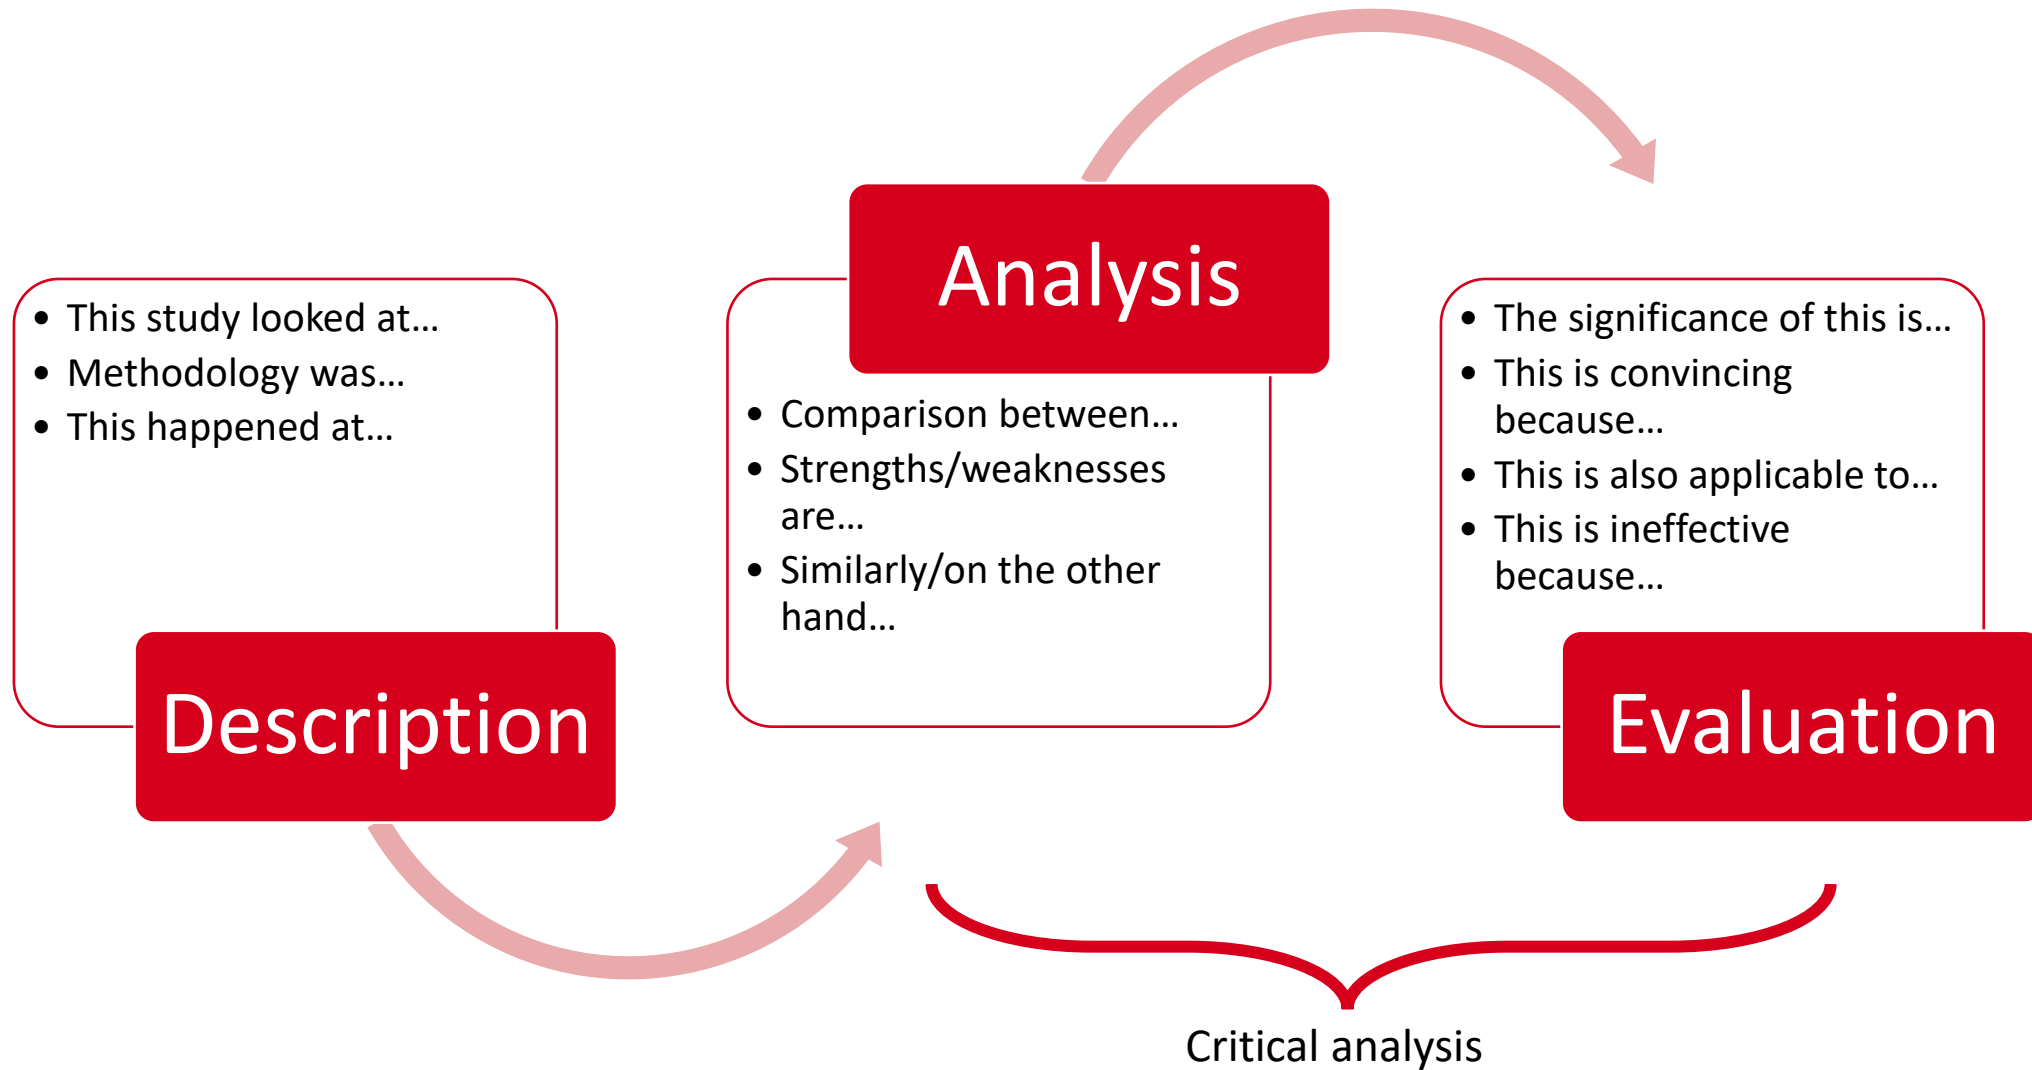 • This study looked at…
• Methodology was…
• This happened at…
Description
Analysis
• Comparison between…
• Strengths/weaknesses
are…
• Similarly/on the other
hand…
• The significance of this is…
• This is convincing
because…
• This is also applicable to…
• This is ineffective
because…
Evaluation
Critical analysis